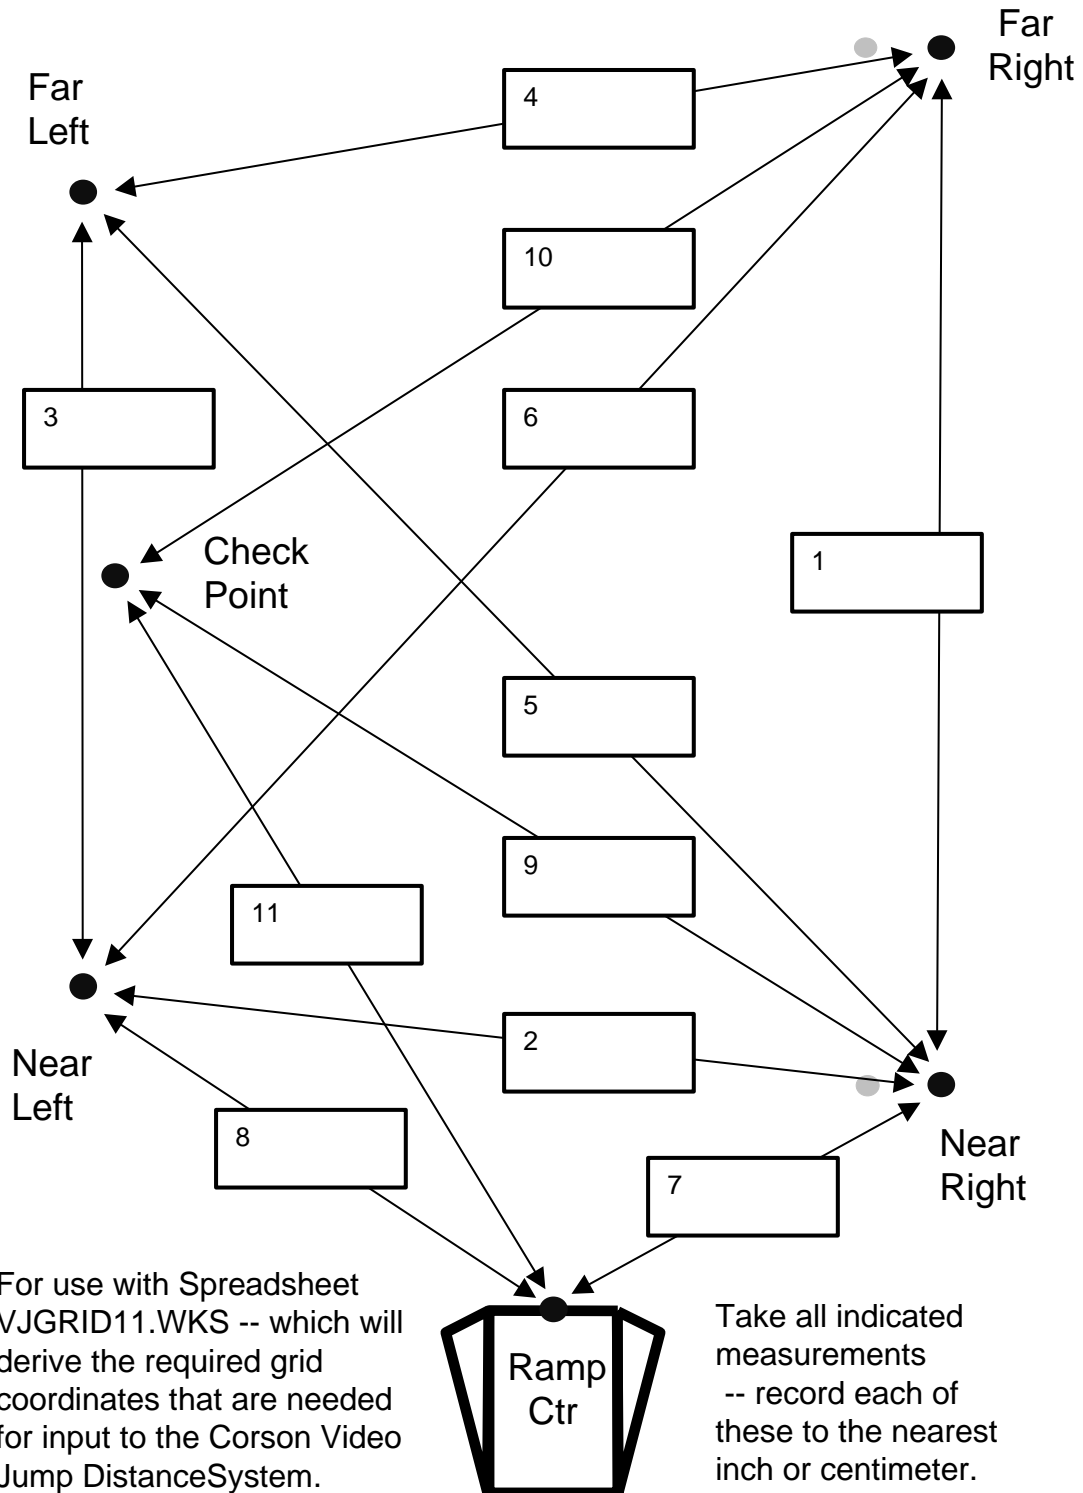 Far
Right
Far
Left
4
10
3
6
Check
Point
1
5
9
11
2
Near
Left
8
Near
Right
7
For use with Spreadsheet
VJGRID11.WKS -- which will
derive the required grid
coordinates that are needed
for input to the Corson Video
Jump DistanceSystem.
Ramp
Ctr
Take all indicated
measurements
-- record each of
these to the nearest
inch or centimeter.